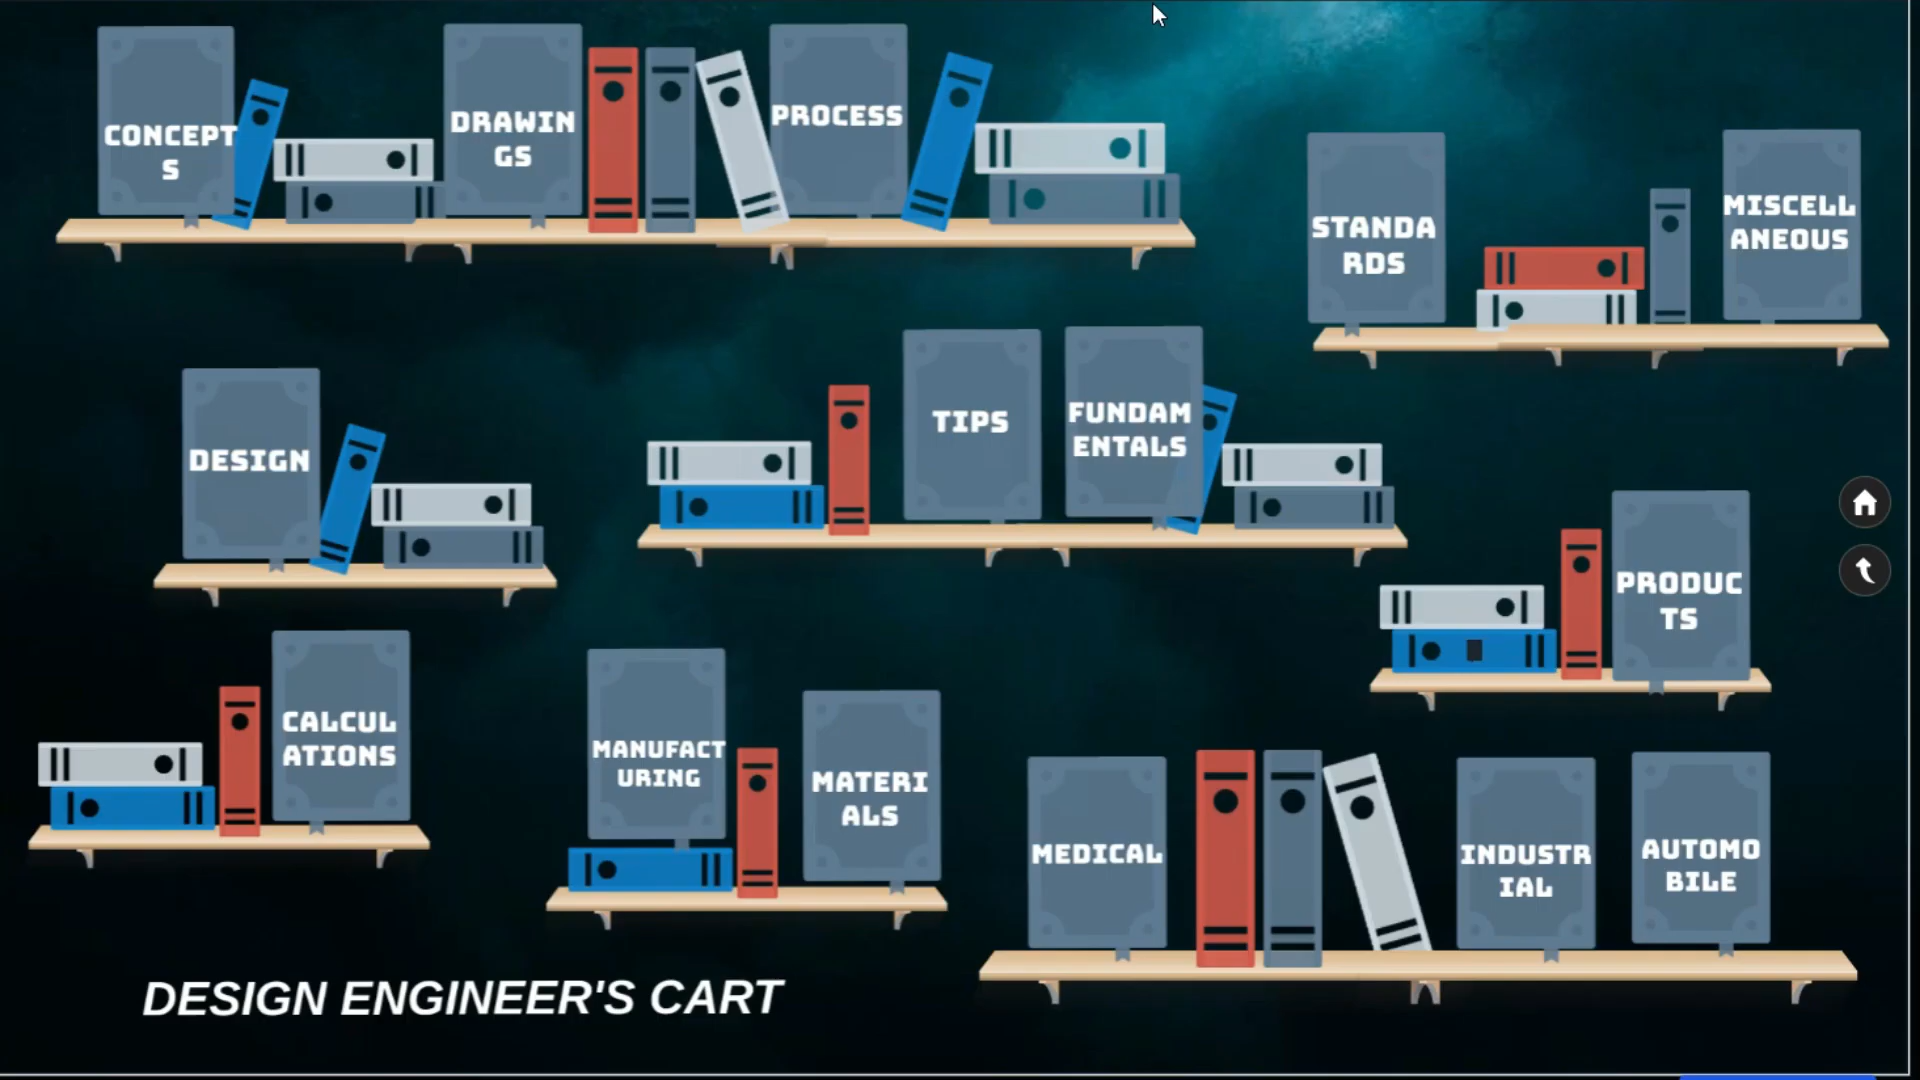 CONCEPT
S
DRAWIN
GS
PROCESS
STANDA
RDS
MISCELL
ANEOUS
DESIGN
TIPS
FUNDAM
ENTALS
PRODUC
TS
CALCUL
ATIONS
MANUFACT
URING
MATERI
ALS
MEDICAL
INDUSTR
IAL
AUTOMO
BILE
DESIGN ENGINEER'S CART